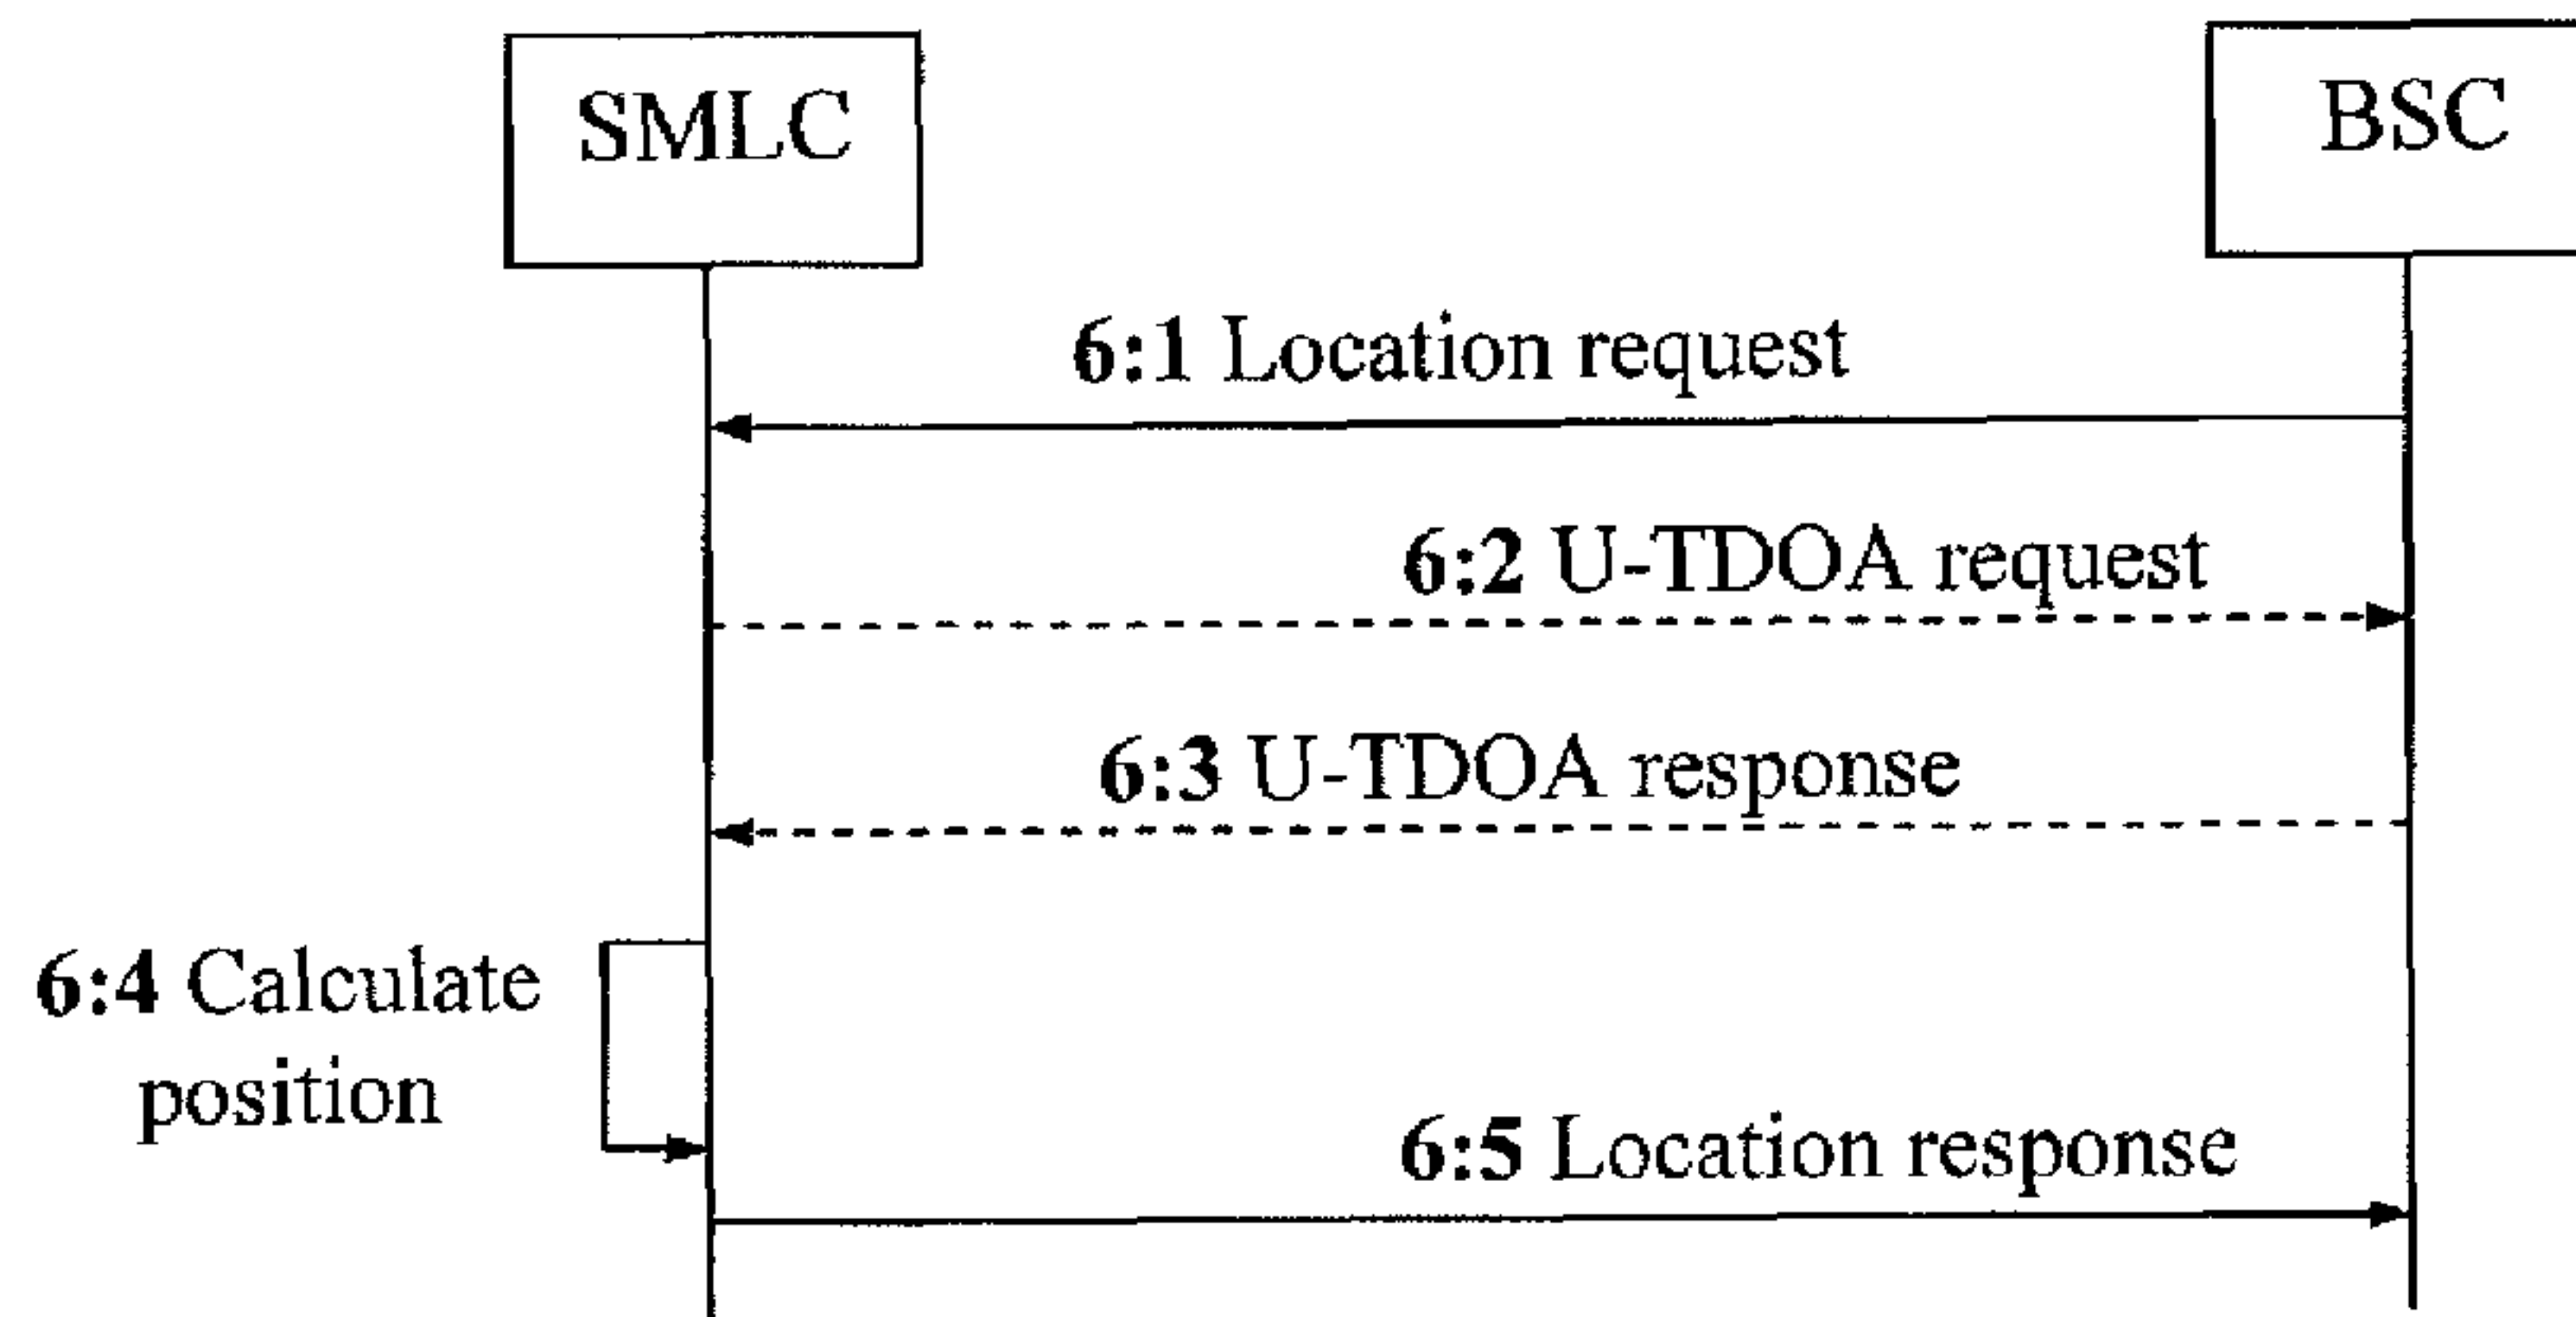 SMLC
BSC
6:1 Location request
6:2 U-TDOA request
6:3 U-TDOA response
6:4 Calculate
position
6:5 Location response